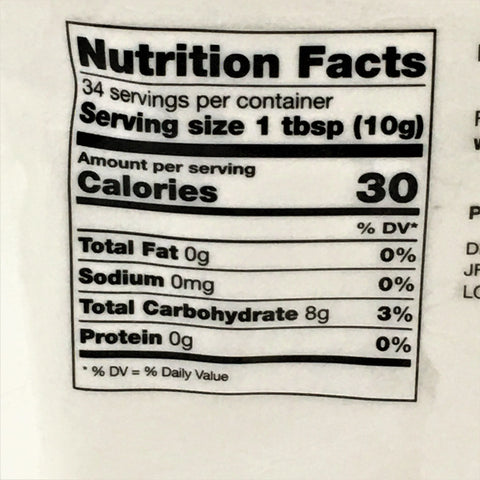 Nutrition Facts
34 servings per container
Serving size 1 tbsp (10g)
Amount per serving
Calories 30
% DV*
Total Fat 0g 0%
Sodium 0mg 0%
Total Carbohydrate 8g 3%
Protein 0g 0%
* % DV = % Daily Value